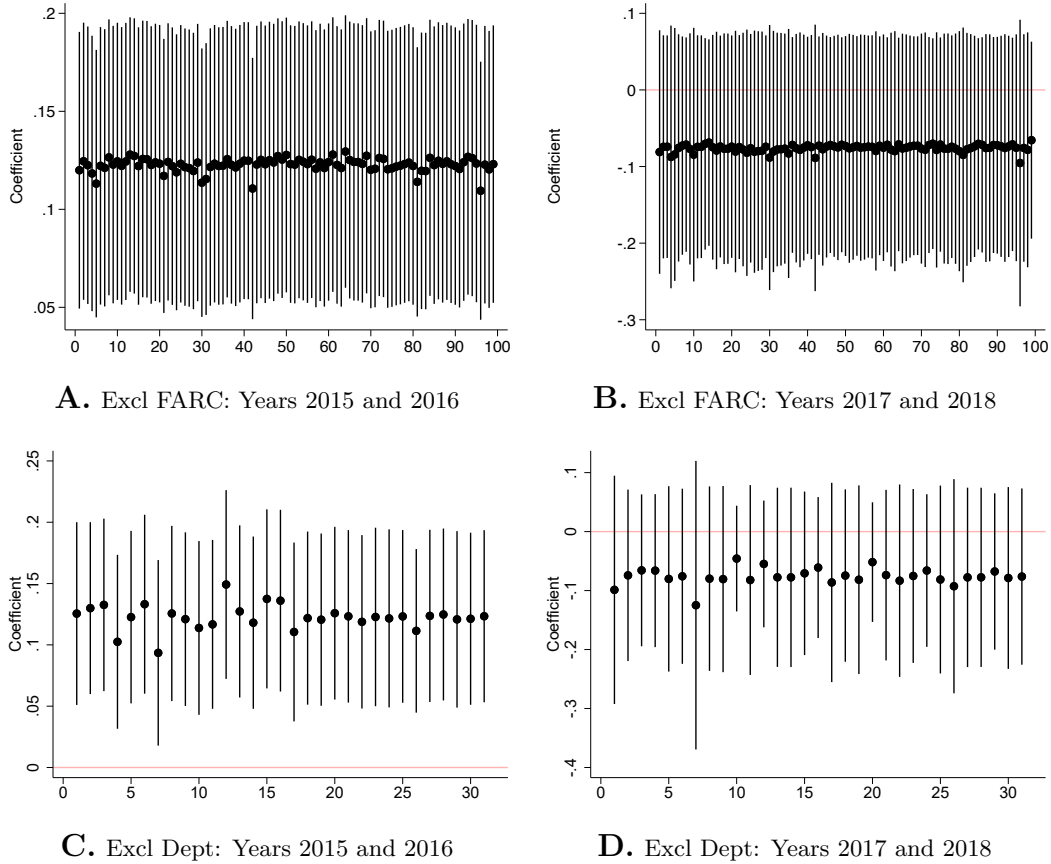 .2
.15
.1
.05
Coefficient
0 10 20 30 40 50 60 70 80 90 100
A. Excl FARC: Years 2015 and 2016
.1
0
-.1
-.2
-.3
Coefficient
0 10 20 30 40 50 60 70 80 90 100
B. Excl FARC: Years 2017 and 2018
.25
.2
.15
.1
.05
0
Coefficient
0 5 10 15 20 25 30
C. Excl Dept: Years 2015 and 2016
.1
0
-.1
-.2
-.3
-.4
Coefficient
0 5 10 15 20 25 30
D. Excl Dept: Years 2017 and 2018